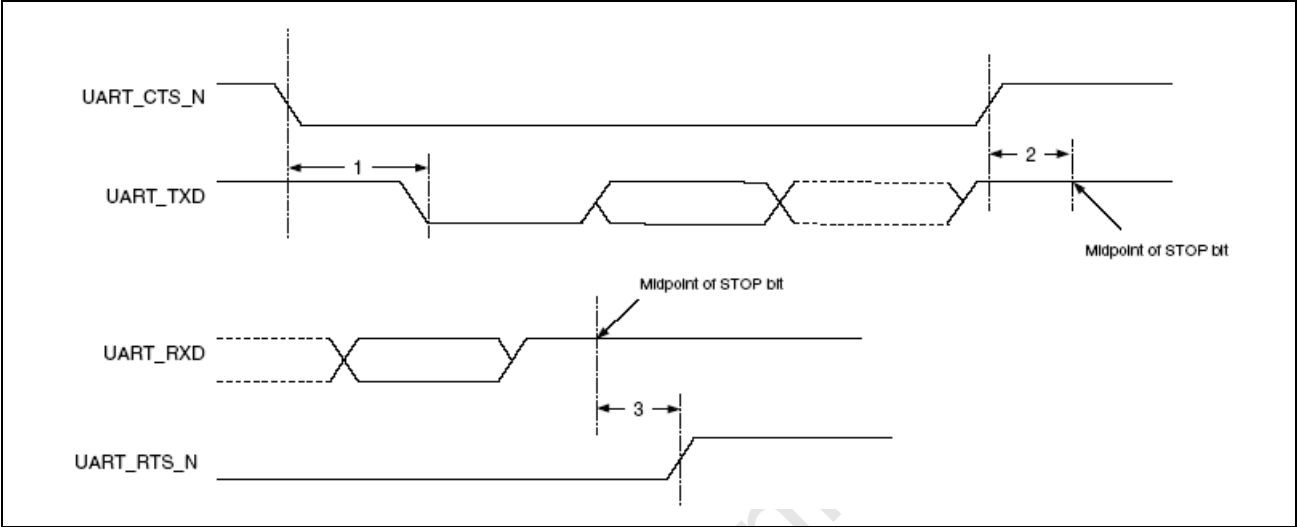 UART_CTS_N
1
2
UART_TXD
Midpoint of STOP bit
Midpoint of STOP bit
UART_RXD
3
UART_RTS_N